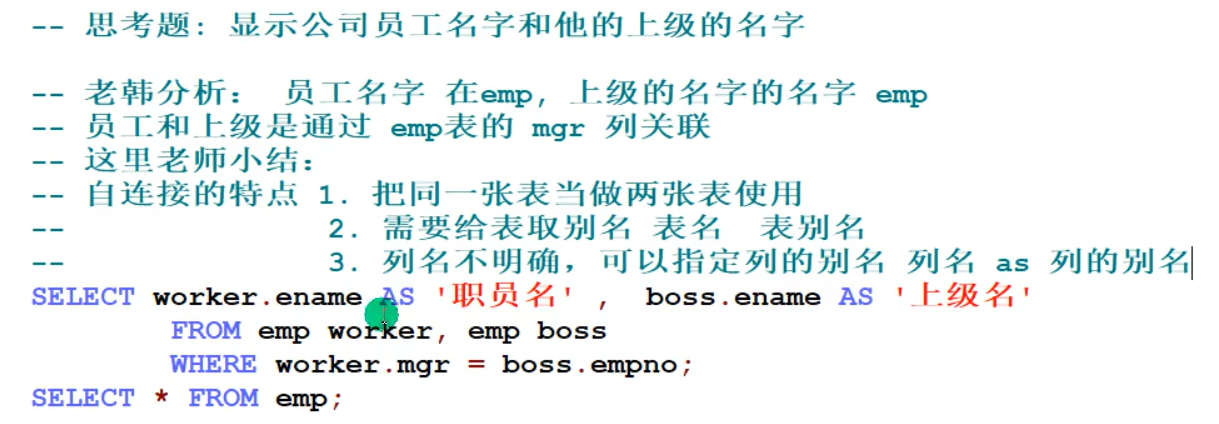 -- 思考题: 显示公司员工名字和他的上级的名字
-- 老韩分析： 员工名字 在emp, 上级的名字的名字 emp
-- 员工和上级是通过 emp表的 mgr 列关联
-- 这里老师小结：
-- 自连接的特点 1. 把同一张表当做两张表使用
-- 2. 需要给表取别名 表名 表别名
-- 3. 列名不明确，可以指定列的别名 列名 as 列的别名
SELECT worker.ename AS '职员名' , boss.ename AS '上级名'
FROM emp worker, emp boss
WHERE worker.mgr = boss.empno;
SELECT * FROM emp;